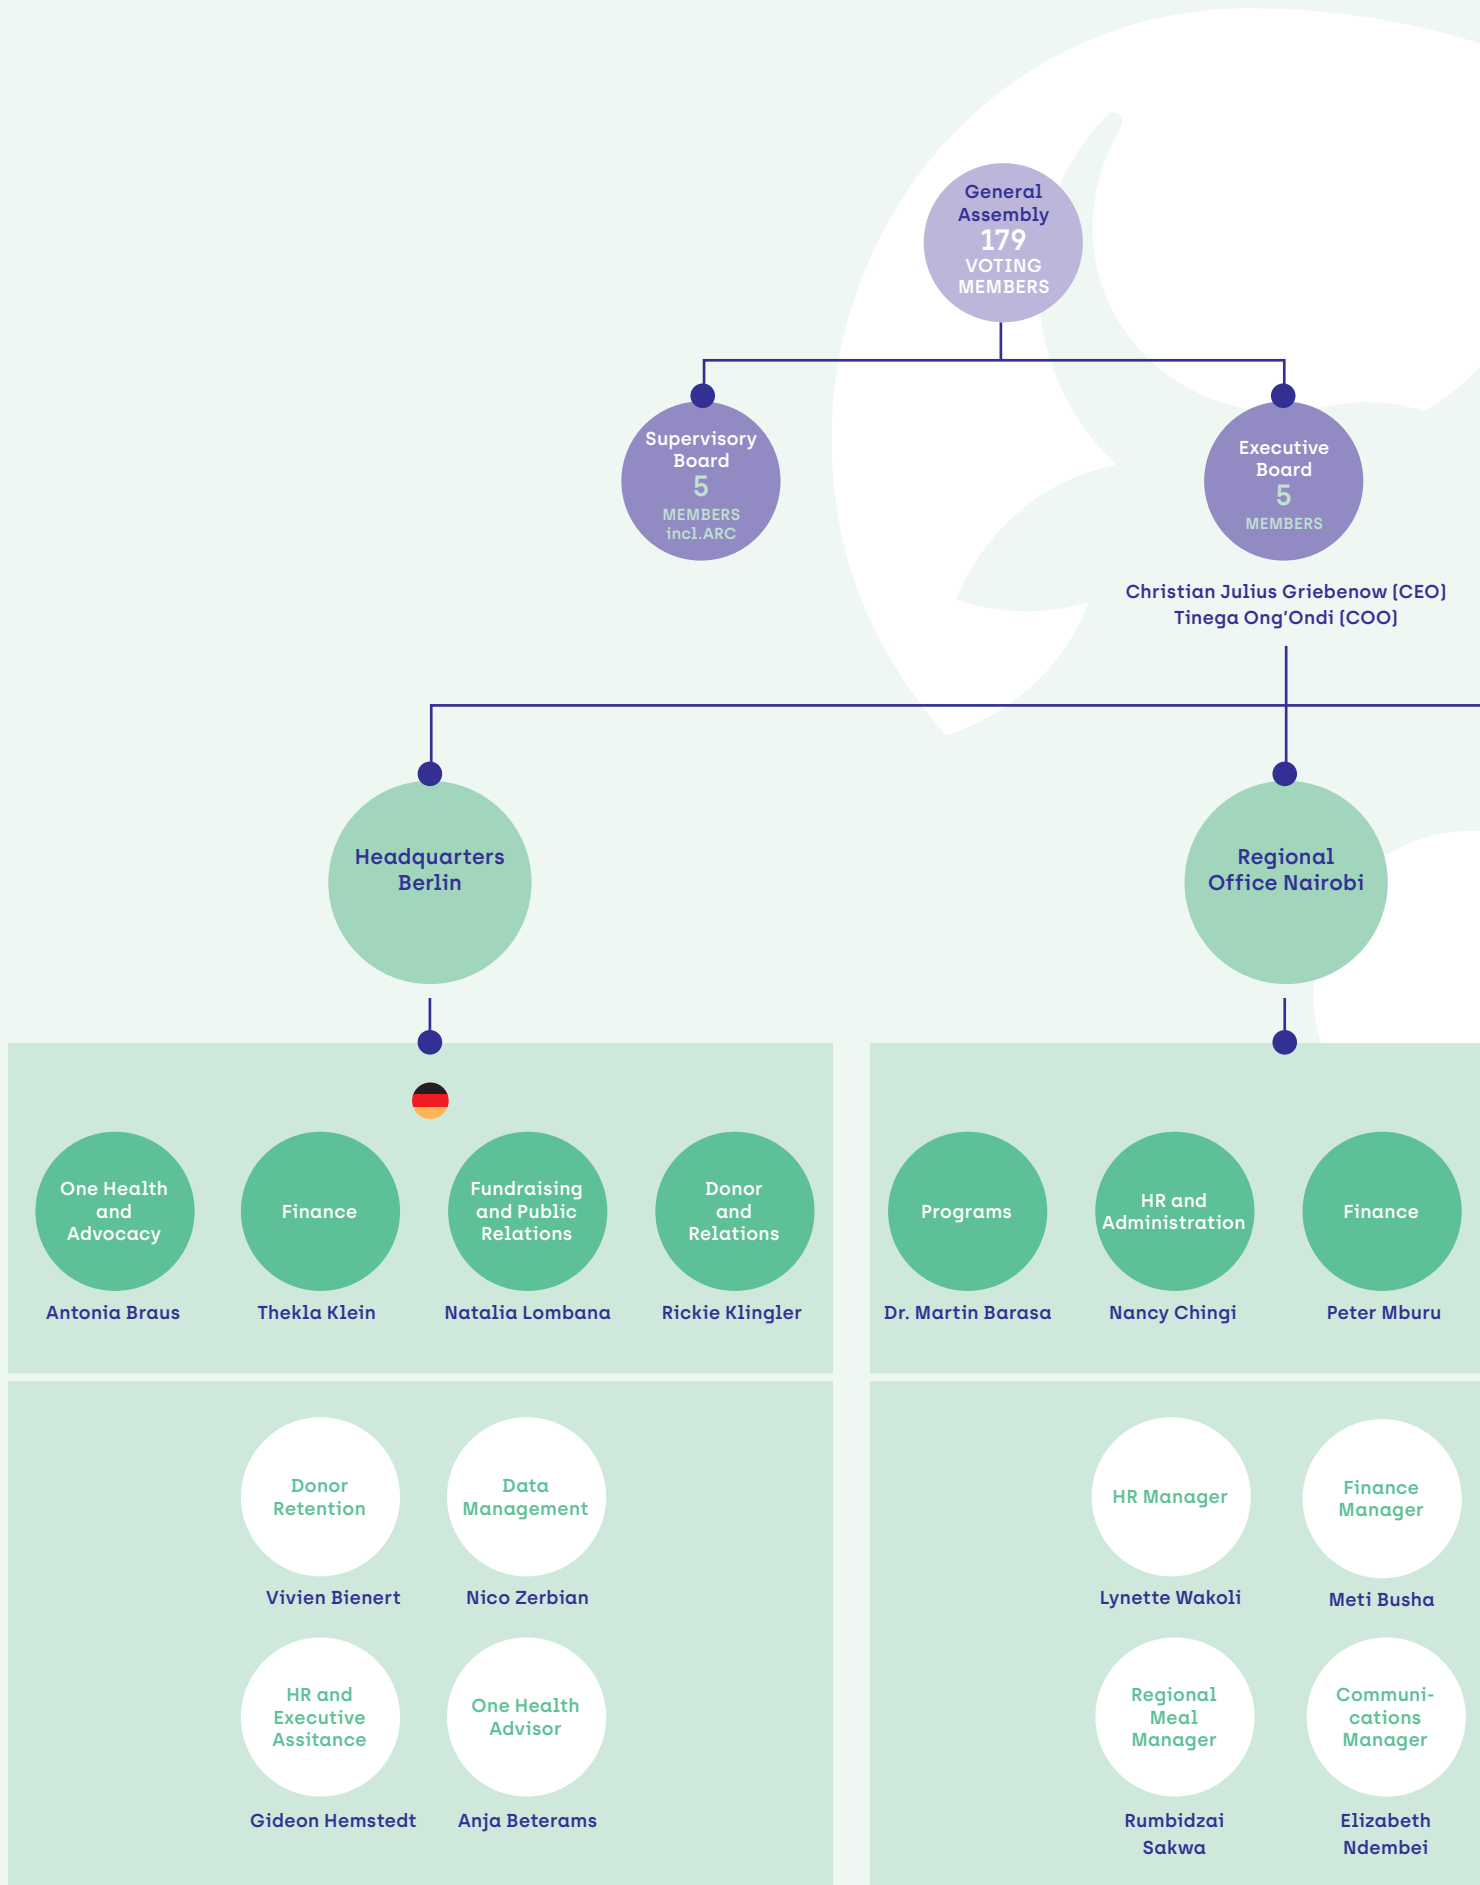 General
Assembly
179
VOTING
MEMBERS
Supervisory
Board
5
MEMBERS
incl.ARC
Executive
Board
5
MEMBERS
Christian Julius Griebenow (CEO)
Tinega Ong'Ondi (COO)
Headquarters
Berlin
Regional
Office Nairobi
One Health
and
Advocacy
Antonia Braus
Finance
Thekla Klein
Fundraising
and Public
Relations
Natalia Lombana
Donor
and
Relations
Rickie Klingler
Programs
Dr. Martin Barasa
HR and
Administration
Nancy Chingi
Finance
Peter Mburu
Donor
Retention
Vivien Bienert
Data
Management
Nico Zerbian
HR and
Executive
Assitance
Gideon Hemstedt
One Health
Advisor
Anja Beterams
HR Manager
Lynette Wakoli
Finance
Manager
Meti Busha
Regional
Meal
Manager
Rumbidzai
Sakwa
Communi-
cations
Manager
Elizabeth
Ndembei